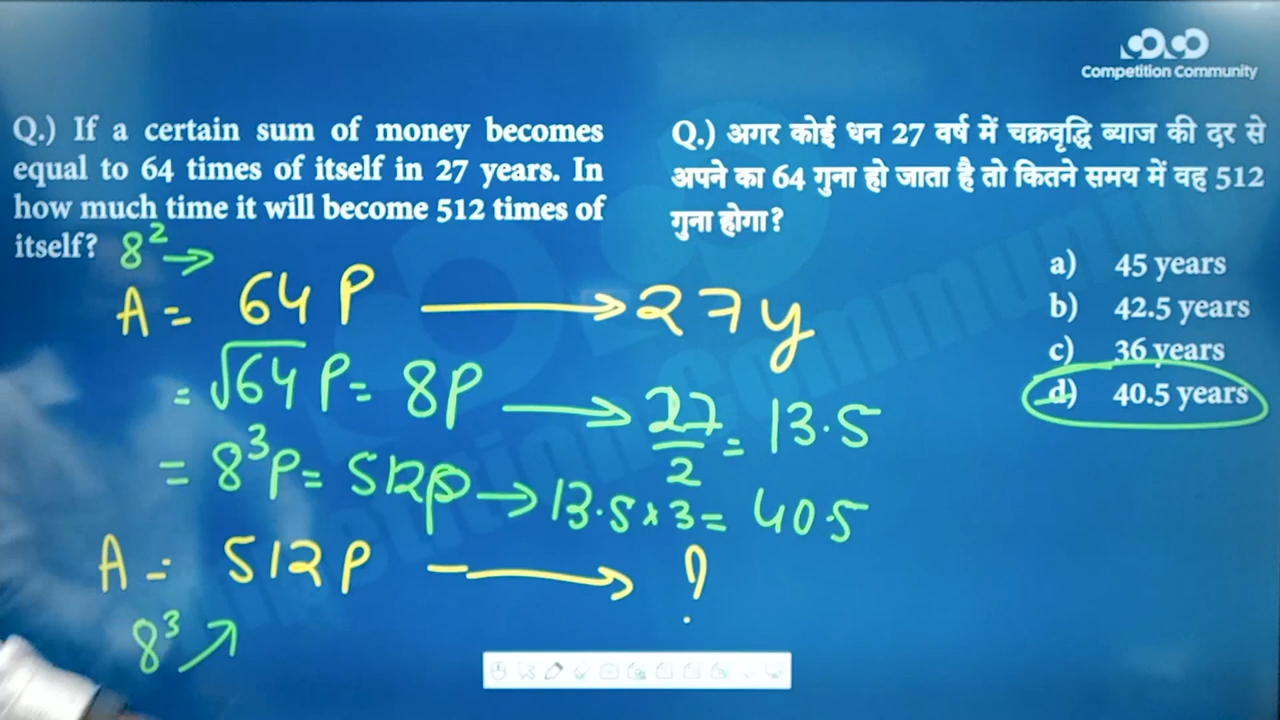 Competition Community
Q.) If a certain sum of money becomes
equal to 64 times of itself in 27 years. In
how much time it will become 512 times of
itself?
Q.) अगर कोई धन 27 वर्ष में चक्रवृद्धि ब्याज की दर से
अपने का 64 गुना हो जाता है तो कितने समय में वह 512
गुना होगा?
a) 45 years
b) 42.5 years
c) 36 years
d) 40.5 years
8² →
A = 64 P → 27 y
= √64 P = 8P → 27/2 = 13.5
= 8³P = 512P → 13.5 x 3 = 40.5
A = 512 P → ?
8³ ↗